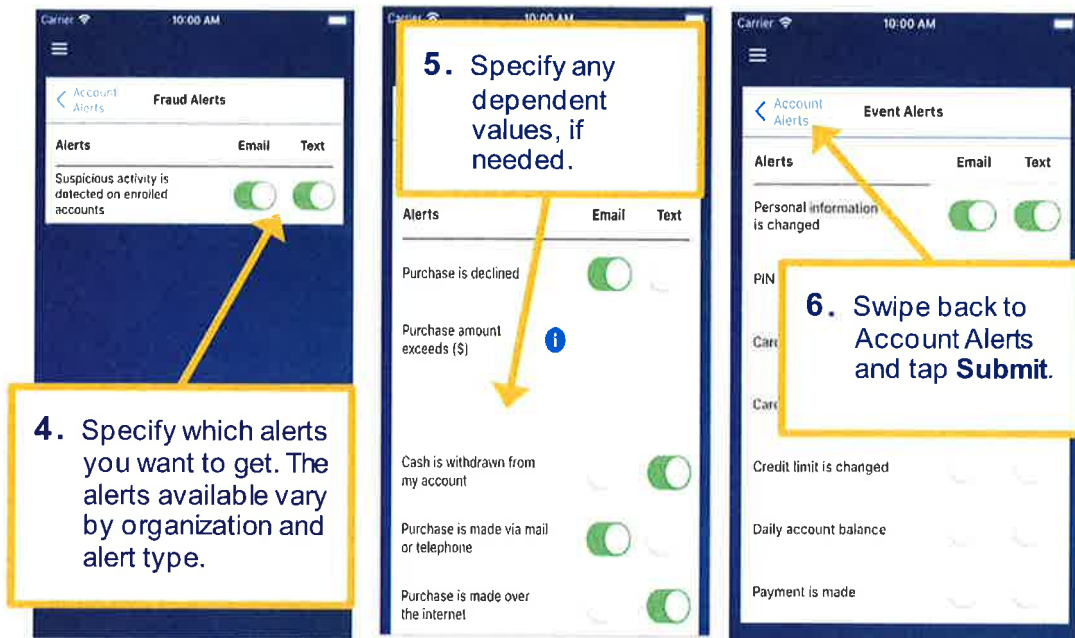 Carrier 10:00 AM
Account
Alerts
Fraud Alerts
Alerts Email Text
Suspicious activity is
detected on enrolled
accounts
4. Specify which alerts
you want to get. The
alerts available vary
by organization and
alert type.
Carrier 10:00 AM
5. Specify any
dependent
values, if
needed.
Alerts Email Text
Purchase is declined
Purchase amount
exceeds ($)
i
Cash is withdrawn from
my account
Purchase is made via mail
or telephone
Purchase is made over
the internet
Carrier 10:00 AM
Account
Alerts
Event Alerts
Alerts Email Text
Personal information
is changed
PIN
6. Swipe back to
Account Alerts
and tap Submit.
Credit limit is changed
Daily account balance
Payment is made